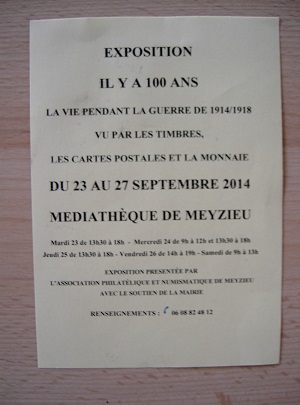 EXPOSITION
IL Y A 100 ANS
LA VIE PENDANT LA GUERRE DE 1914/1918
VU PAR LES TIMBRES,
LES CARTES POSTALES ET LA MONNAIE
DU 23 AU 27 SEPTEMBRE 2014
MEDIATHÈQUE DE MEYZIEU
Mardi 23 de 13h30 à 18h - Mercredi 24 de 9h à 12h et 13h30 à 18h
Jeudi 25 de 13h30 à 18h - Vendredi 26 de 14h à 19h - Samedi de 9h à 13h
EXPOSITION PRESENTÉE PAR
L'ASSOCIATION PHILATÉLIQUE ET NUMISMATIQUE DE MEYZIEU
AVEC LE SOUTIEN DE LA MAIRIE
RENSEIGNEMENTS : 06 08 82 48 12